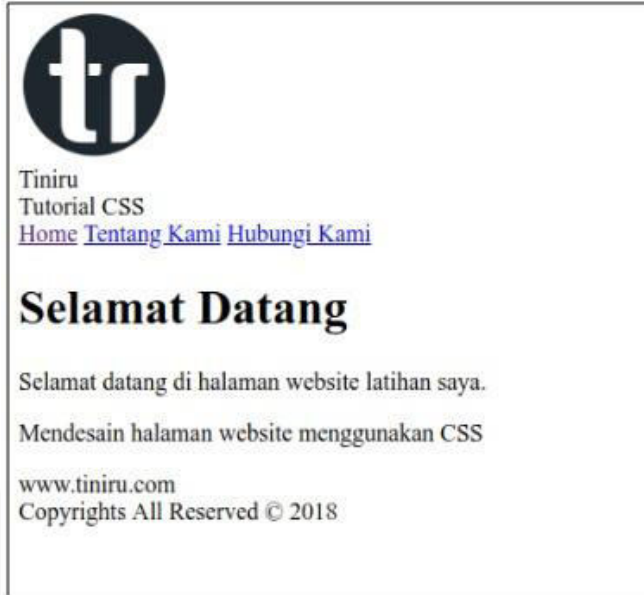 tr
Tiniru
Tutorial CSS
Home Tentang Kami Hubungi Kami
Selamat Datang
Selamat datang di halaman website latihan saya.
Mendesain halaman website menggunakan CSS
www.tiniru.com
Copyrights All Reserved © 2018